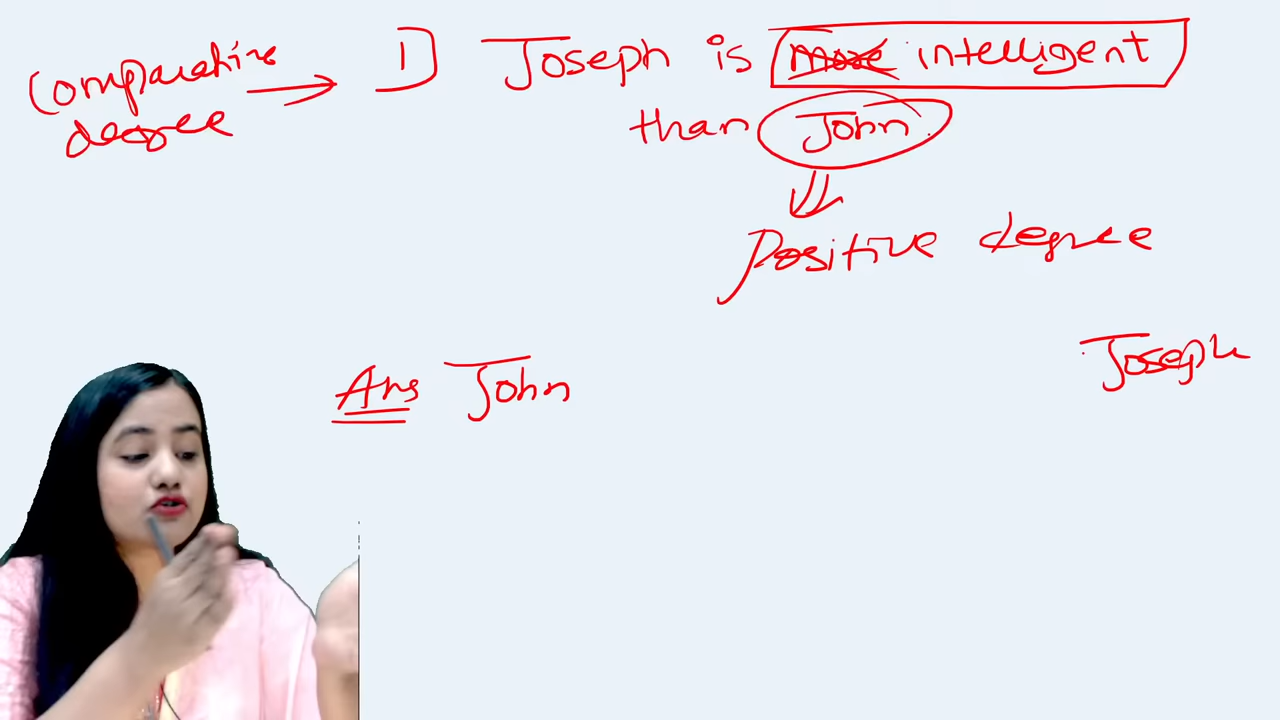 Comparative → 1) Joseph is more intelligent
degree
than John
Positive degree
Joseph
Ans John